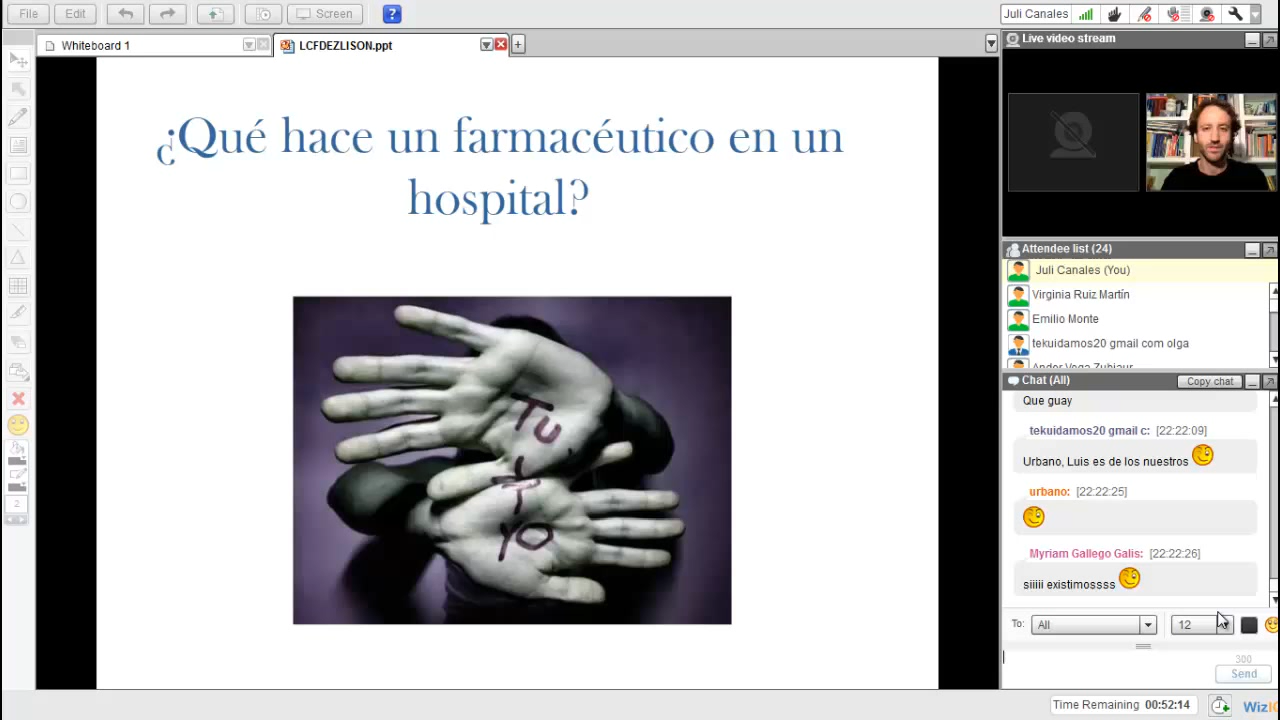 File
Edit
Screen
?
Juli Canales
Whiteboard 1
LCFDEZLISON.ppt
+
Live video stream
¿Qué hace un farmacéutico en un
hospital?
TU
Y
YO
Attendee list (24)
Juli Canales (You)
Virginia Ruiz Martín
Emilio Monte
tekuidamos20 gmail com olga
Ander Vega Zubiaur
Chat (All)
Copy chat
Que guay
tekuidamos20 gmail c: [22:22:09]
Urbano, Luis es de los nuestros
urbano: [22:22:25]
Myriam Gallego Galis: [22:22:26]
siiiii existimossss
To:
All
12
300
Send
2
Time Remaining 00:52:14